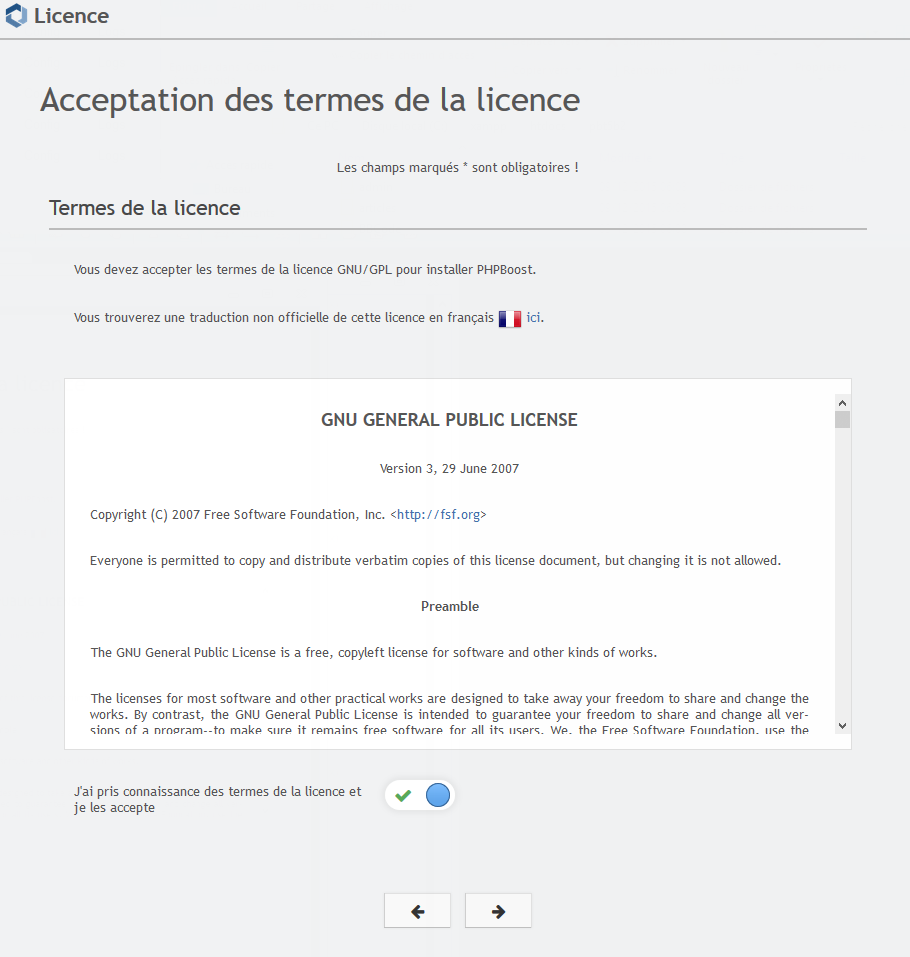 Licence
Acceptation des termes de la licence
Les champs marqués * sont obligatoires !
Termes de la licence
Vous devez accepter les termes de la licence GNU/GPL pour installer PHPBoost.
Vous trouverez une traduction non officielle de cette licence en français ici.
GNU GENERAL PUBLIC LICENSE
Version 3, 29 June 2007
Copyright (C) 2007 Free Software Foundation, Inc. <http://fsf.org>
Everyone is permitted to copy and distribute verbatim copies of this license document, but changing it is not allowed.
Preamble
The GNU General Public License is a free, copyleft license for software and other kinds of works.
The licenses for most software and other practical works are designed to take away your freedom to share and change the
works. By contrast, the GNU General Public License is intended to guarantee your freedom to share and change all ver-
sions of a program--to make sure it remains free software for all its users. We, the Free Software Foundation, use the
J'ai pris connaissance des termes de la licence et
je les accepte